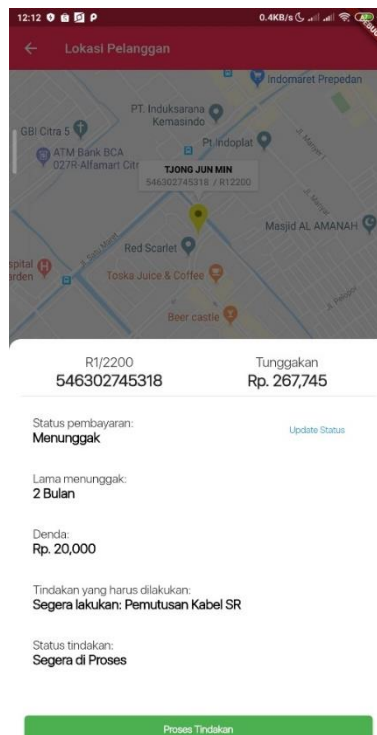 12:12
0.4KB/s
Lokasi Pelanggan
Indomaret Prepedan
PT. Induksarana
Kemasindo
GBI Citra 5
Pt Indoplat
ATM Bank BCA
027R-Alfamart Citr
TJONG JUN MIN
546302745318 / R12200
Masjid AL AMANAH
Red Scarlet
Toska Juice & Coffee
Beer castle
R1/2200
546302745318
Tunggakan
Rp. 267,745
Status pembayaran:
Menunggak
Update Status
Lama menunggak:
2 Bulan
Denda:
Rp. 20,000
Tindakan yang harus dilakukan:
Segera lakukan: Pemutusan Kabel SR
Status tindakan:
Segera di Proses
Proses Tindakan